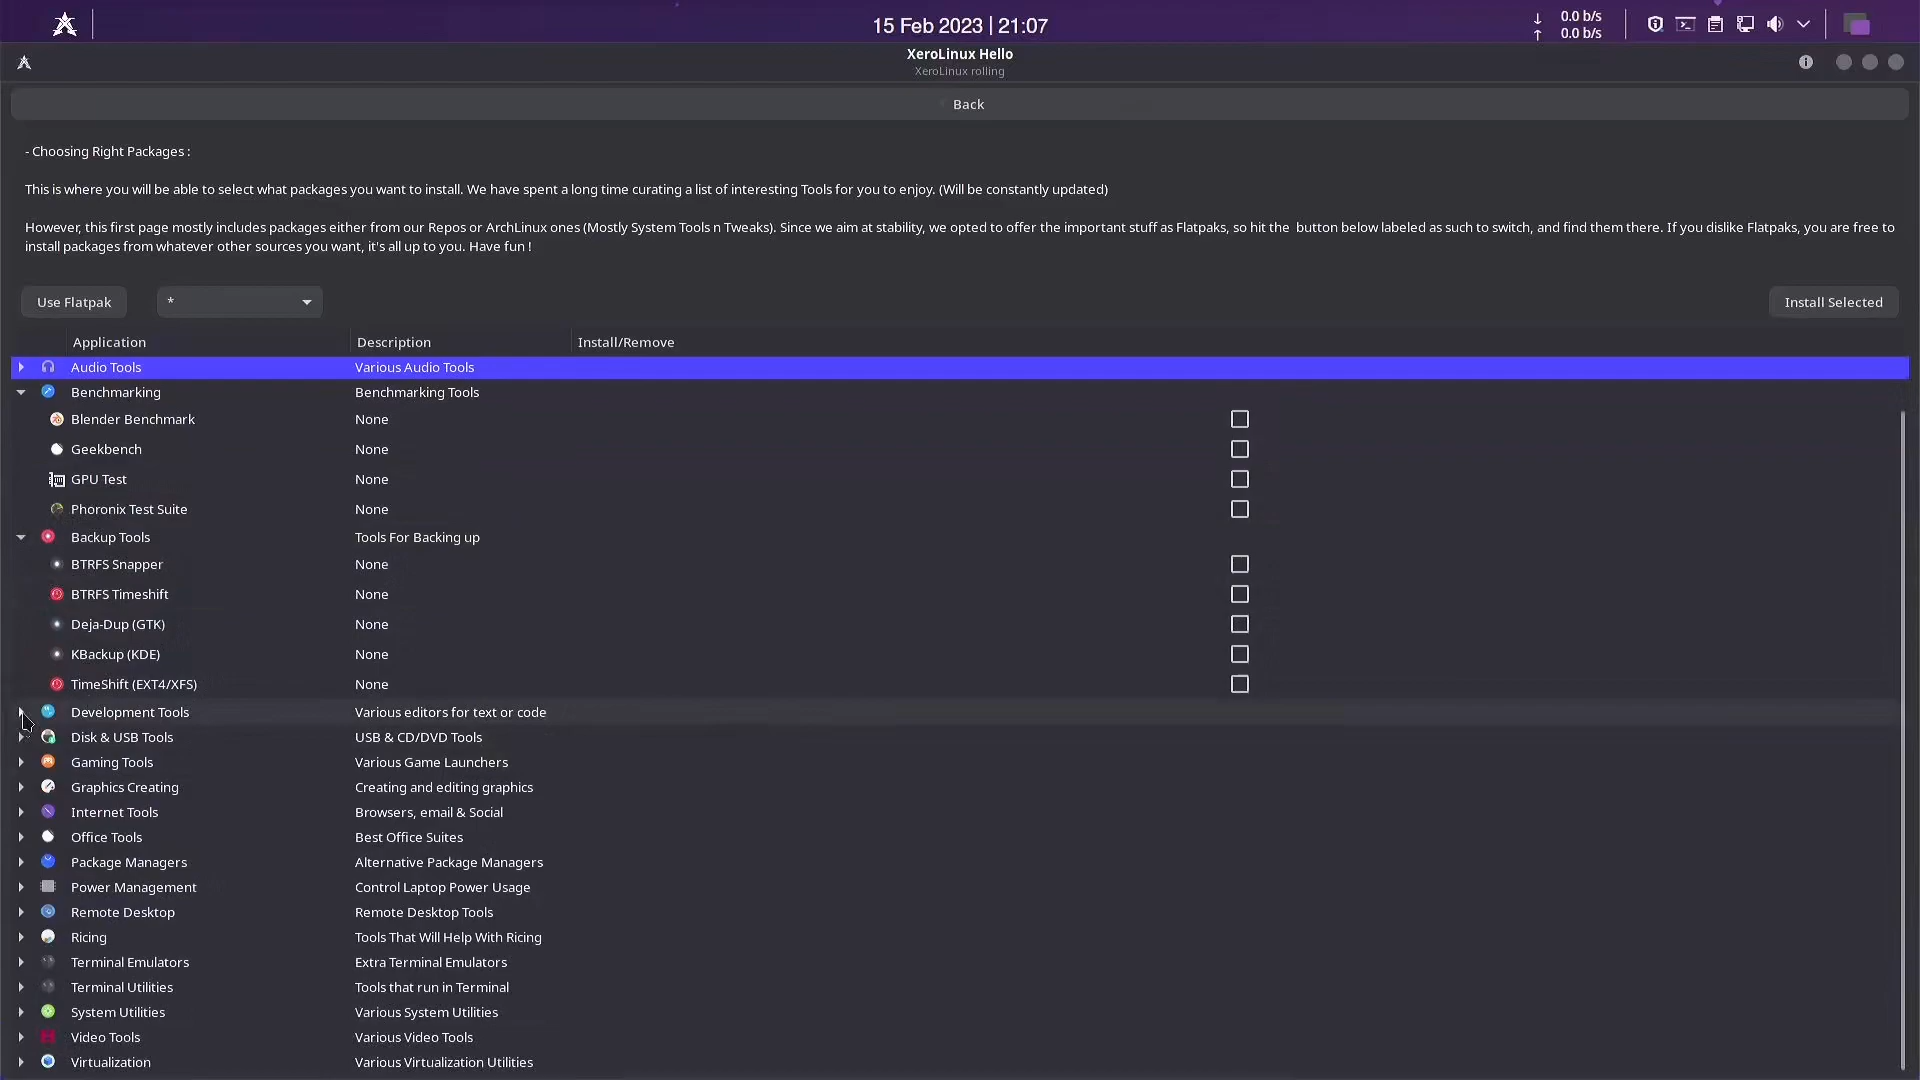 15 Feb 2023 | 21:07
↓ 0.0 b/s
↑ 0.0 b/s
XeroLinux Hello
XeroLinux rolling
Back
- Choosing Right Packages :
This is where you will be able to select what packages you want to install. We have spent a long time curating a list of interesting Tools for you to enjoy. (Will be constantly updated)
However, this first page mostly includes packages either from our Repos or ArchLinux ones (Mostly System Tools n Tweaks). Since we aim at stability, we opted to offer the important stuff as Flatpaks, so hit the button below labeled as such to switch, and find them there. If you dislike Flatpaks, you are free to
install packages from whatever other sources you want, it's all up to you. Have fun !
Use Flatpak * Install Selected
Application Description Install/Remove
Audio Tools Various Audio Tools
Benchmarking Benchmarking Tools
Blender Benchmark None
Geekbench None
GPU Test None
Phoronix Test Suite None
Backup Tools Tools For Backing up
BTRFS Snapper None
BTRFS Timeshift None
Deja-Dup (GTK) None
KBackup (KDE) None
TimeShift (EXT4/XFS) None
Development Tools Various editors for text or code
Disk & USB Tools USB & CD/DVD Tools
Gaming Tools Various Game Launchers
Graphics Creating Creating and editing graphics
Internet Tools Browsers, email & Social
Office Tools Best Office Suites
Package Managers Alternative Package Managers
Power Management Control Laptop Power Usage
Remote Desktop Remote Desktop Tools
Ricing Tools That Will Help With Ricing
Terminal Emulators Extra Terminal Emulators
Terminal Utilities Tools that run in Terminal
System Utilities Various System Utilities
Video Tools Various Video Tools
Virtualization Various Virtualization Utilities